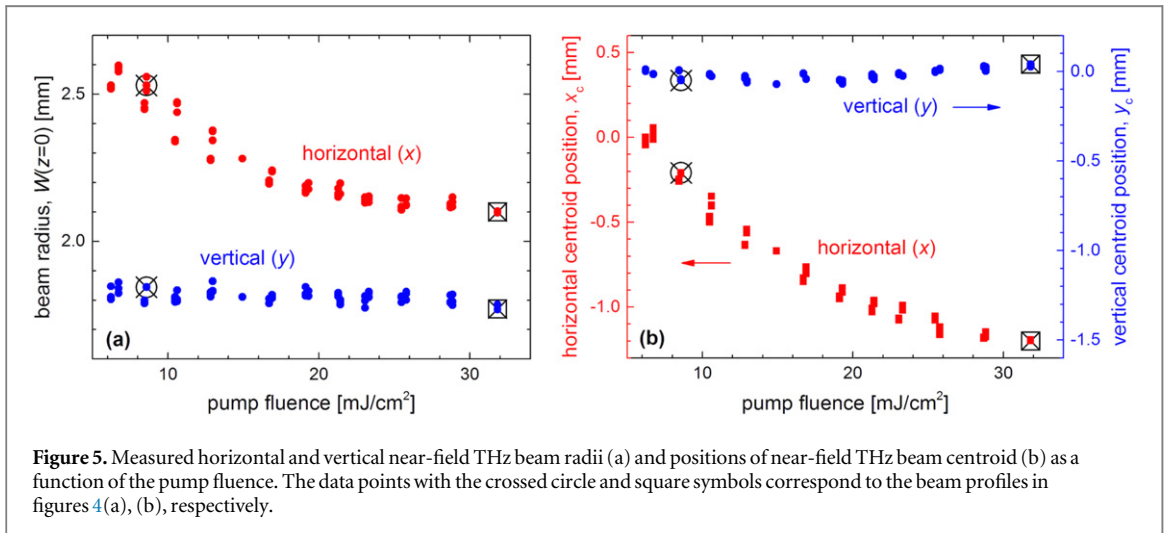 beam radius, W(z=0) [mm]
2.5
2.0
horizontal (x)
vertical (y)
(a)
10
20
30
pump fluence [mJ/cm²]
horizontal centroid position, x_c [mm]
0.5
0.0
-0.5
-1.0
vertical (y)
horizontal (x)
(b)
10
20
30
pump fluence [mJ/cm²]
0.0
-0.5
-1.0
-1.5
vertical centroid position, y_c [mm]
Figure 5. Measured horizontal and vertical near-field THz beam radii (a) and positions of near-field THz beam centroid (b) as a
function of the pump fluence. The data points with the crossed circle and square symbols correspond to the beam profiles in
figures 4(a), (b), respectively.